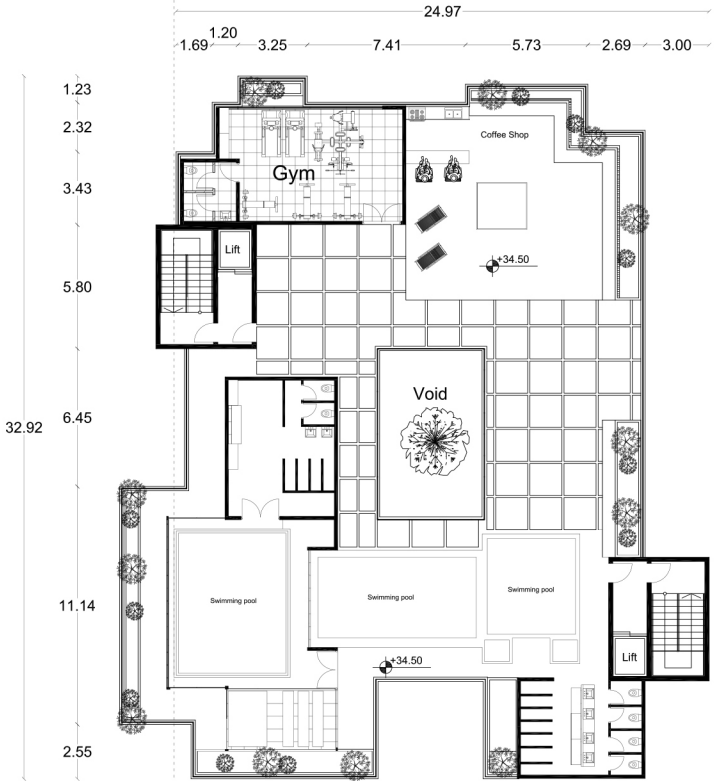 24.97
1.20
1.69 3.25 7.41 5.73 2.69 3.00
1.23
2.32
3.43
5.80
6.45
32.92
11.14
2.55
Coffee Shop
Gym
Lift
+34.50
Void
Swimming pool
Swimming pool
Swimming pool
+34.50
Lift